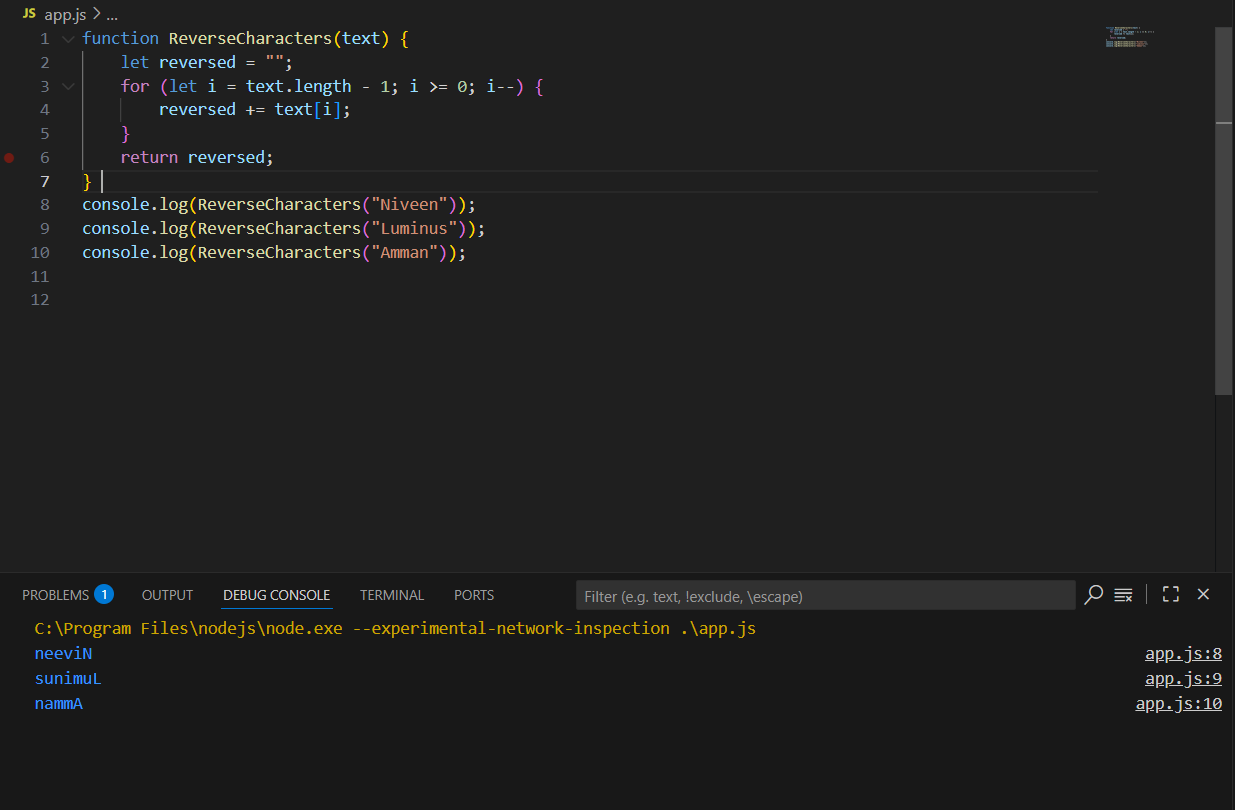 JS app.js > ...
1 function ReverseCharacters(text) {
2     let reversed = "";
3     for (let i = text.length - 1; i >= 0; i--) {
4         reversed += text[i];
5     }
6     return reversed;
7 }
8 console.log(ReverseCharacters("Niveen"));
9 console.log(ReverseCharacters("Luminus"));
10 console.log(ReverseCharacters("Amman"));
11
12
PROBLEMS 1 OUTPUT DEBUG CONSOLE TERMINAL PORTS Filter (e.g. text, !exclude, \escape)
C:\Program Files\nodejs\node.exe --experimental-network-inspection .\app.js
neeviN app.js:8
sunimuL app.js:9
nammA app.js:10